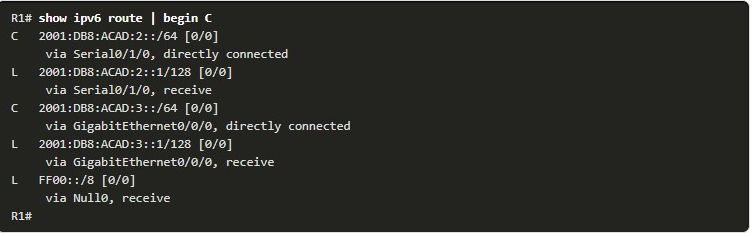 R1# show ipv6 route | begin C
C   2001:DB8:ACAD:2::/64 [0/0]
     via Serial0/1/0, directly connected
L   2001:DB8:ACAD:2::1/128 [0/0]
     via Serial0/1/0, receive
C   2001:DB8:ACAD:3::/64 [0/0]
     via GigabitEthernet0/0/0, directly connected
L   2001:DB8:ACAD:3::1/128 [0/0]
     via GigabitEthernet0/0/0, receive
L   FF00::/8 [0/0]
     via Null0, receive
R1#